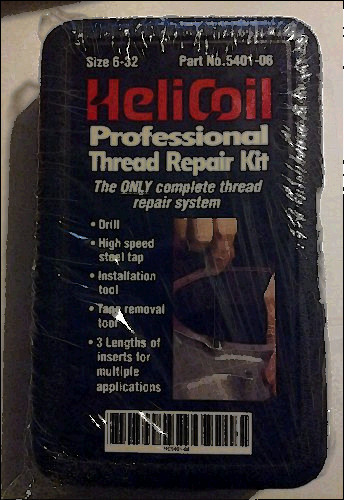 Size 6-32 Part No. 5401-06
HeliCoil
Professional
Thread Repair Kit
The ONLY complete thread
repair system
• Drill
• High speed
steel tap
• Installation
tool
• Tang removal
tool
• 3 Lengths of
inserts for
multiple
applications